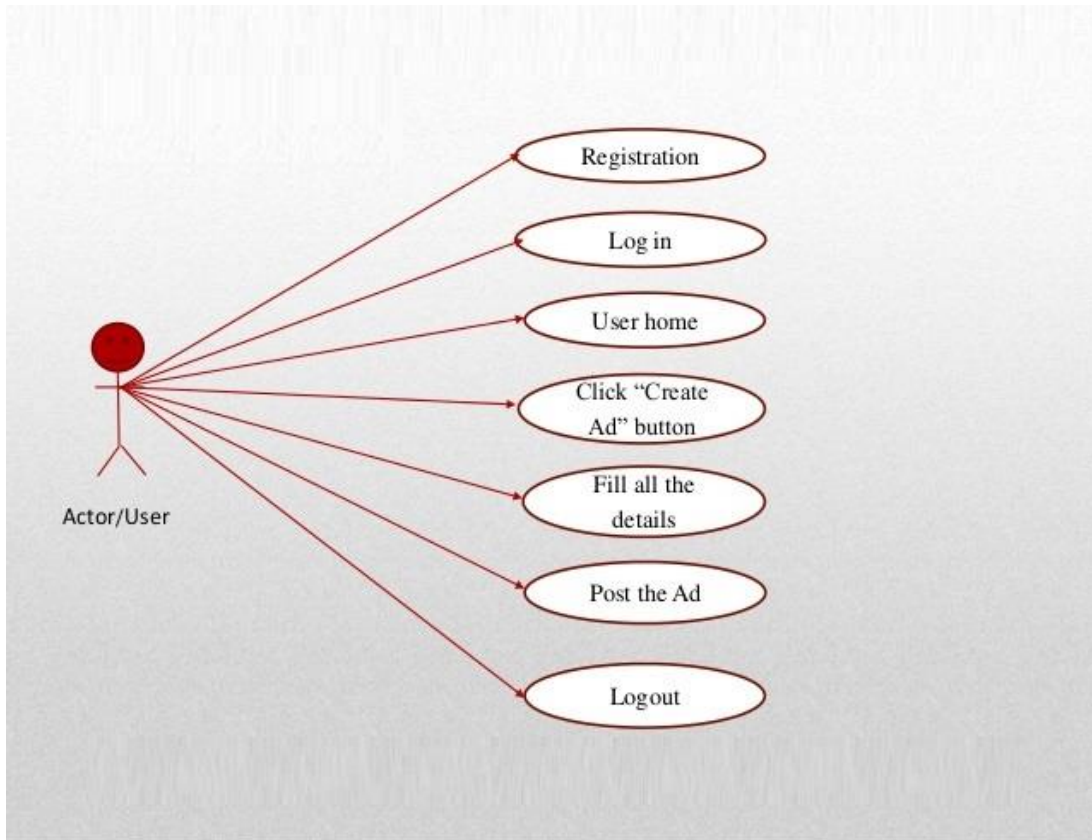 Registration
Log in
User home
Click “Create
Ad” button
Fill all the
details
Post the Ad
Logout
Actor/User